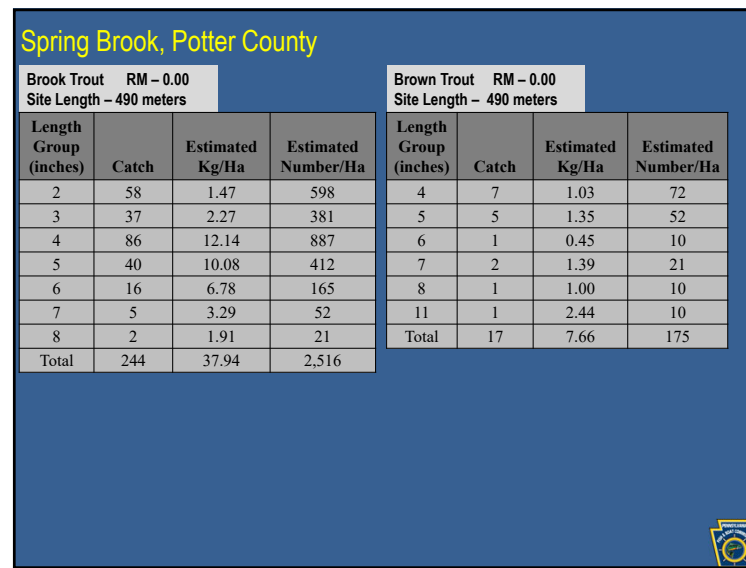 Spring Brook, Potter County
Brook Trout RM – 0.00
Site Length – 490 meters
Length Group (inches) Catch Estimated Kg/Ha Estimated Number/Ha
2 58 1.47 598
3 37 2.27 381
4 86 12.14 887
5 40 10.08 412
6 16 6.78 165
7 5 3.29 52
8 2 1.91 21
Total 244 37.94 2,516
Brown Trout RM – 0.00
Site Length – 490 meters
Length Group (inches) Catch Estimated Kg/Ha Estimated Number/Ha
4 7 1.03 72
5 5 1.35 52
6 1 0.45 10
7 2 1.39 21
8 1 1.00 10
11 1 2.44 10
Total 17 7.66 175